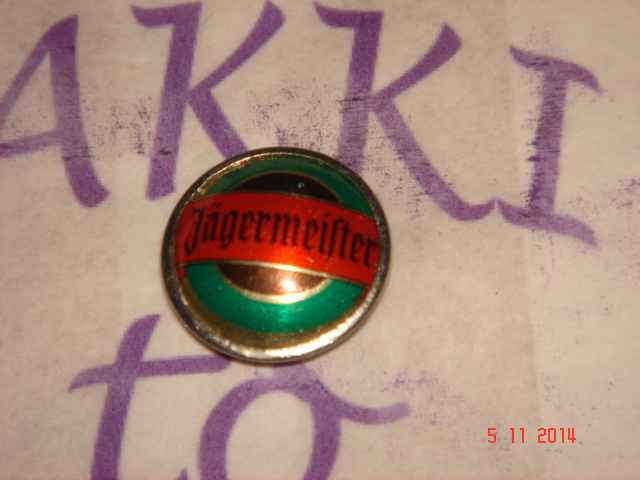 AKKI
Jägermeiſter
to
5 11 2014